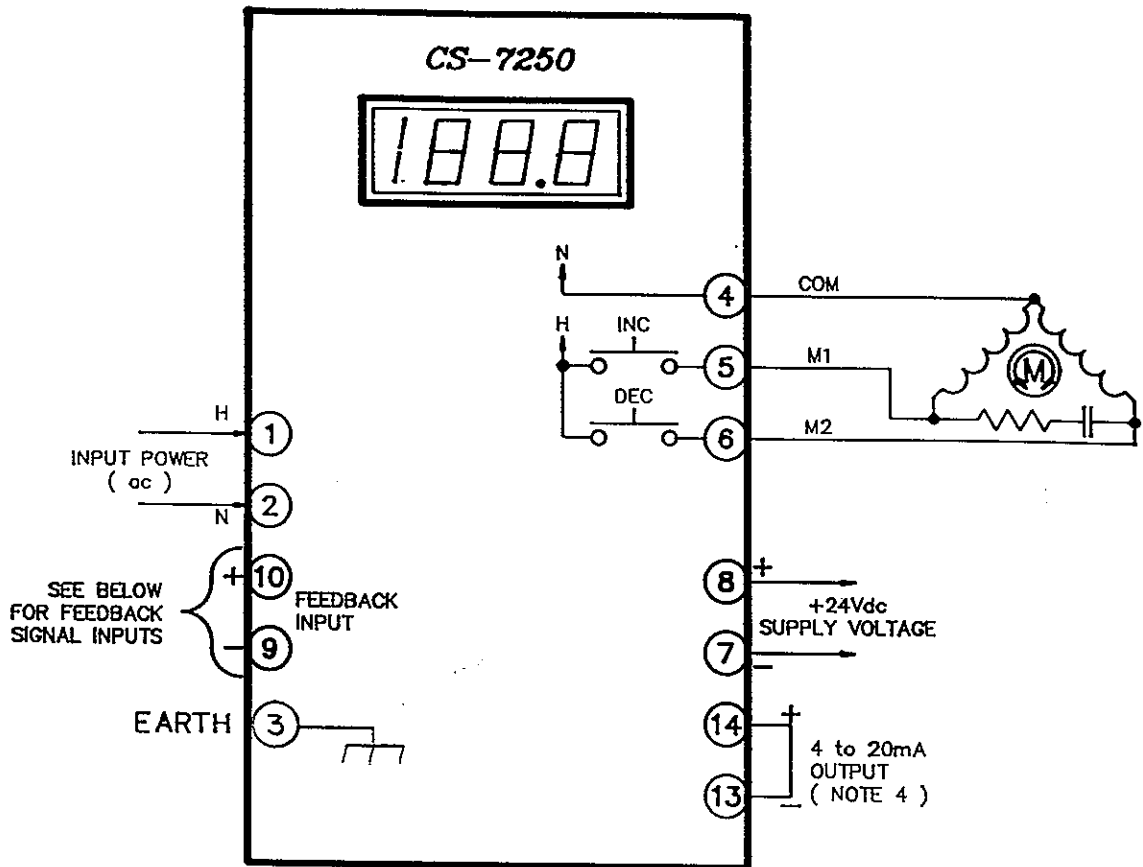 CS-7250
188.8
N
4
COM
H
INC
5
M1
M
DEC
6
M2
H
1
INPUT POWER
( ac )
2
N
SEE BELOW
FOR FEEDBACK
SIGNAL INPUTS
+
10
FEEDBACK
INPUT
-
9
8
+
+24Vdc
SUPPLY VOLTAGE
7
-
EARTH
3
14
+
4 to 20mA
OUTPUT
( NOTE 4 )
13
-